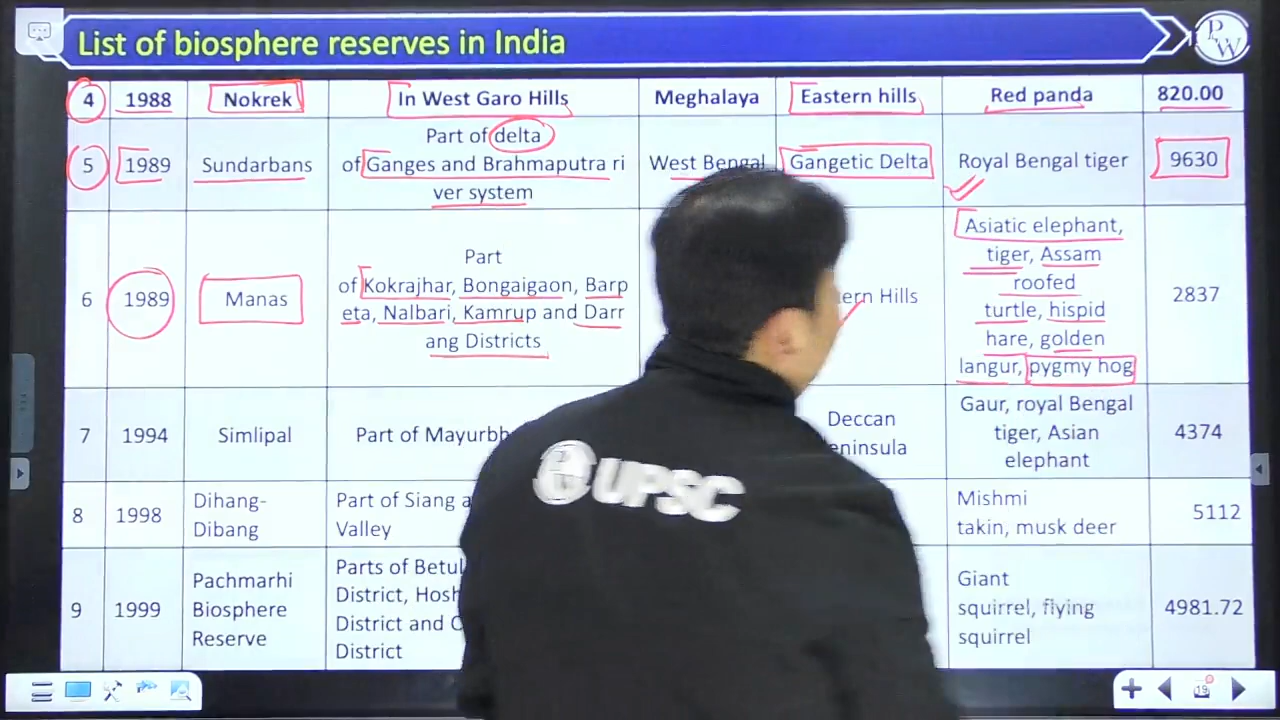 List of biosphere reserves in India
PW
4 1988 Nokrek In West Garo Hills Meghalaya Eastern hills Red panda 820.00
5 1989 Sundarbans Part of delta
of Ganges and Brahmaputra ri
ver system West Bengal Gangetic Delta Royal Bengal tiger 9630
6 1989 Manas Part
of Kokrajhar, Bongaigaon, Barp
eta, Nalbari, Kamrup and Darr
ang Districts Hills Asiatic elephant,
tiger, Assam
roofed
turtle, hispid
hare, golden
langur, pygmy hog 2837
7 1994 Simlipal Part of Deccan
Gaur, royal Bengal
tiger, Asian
elephant 4374
8 1998 Dihang-
Dibang Part of Siang
Valley Mishmi
takin, musk deer 5112
9 1999 Pachmarhi
Biosphere
Reserve Parts of
District,
District and
District Giant
squirrel, flying
squirrel 4981.72
UPSC
19